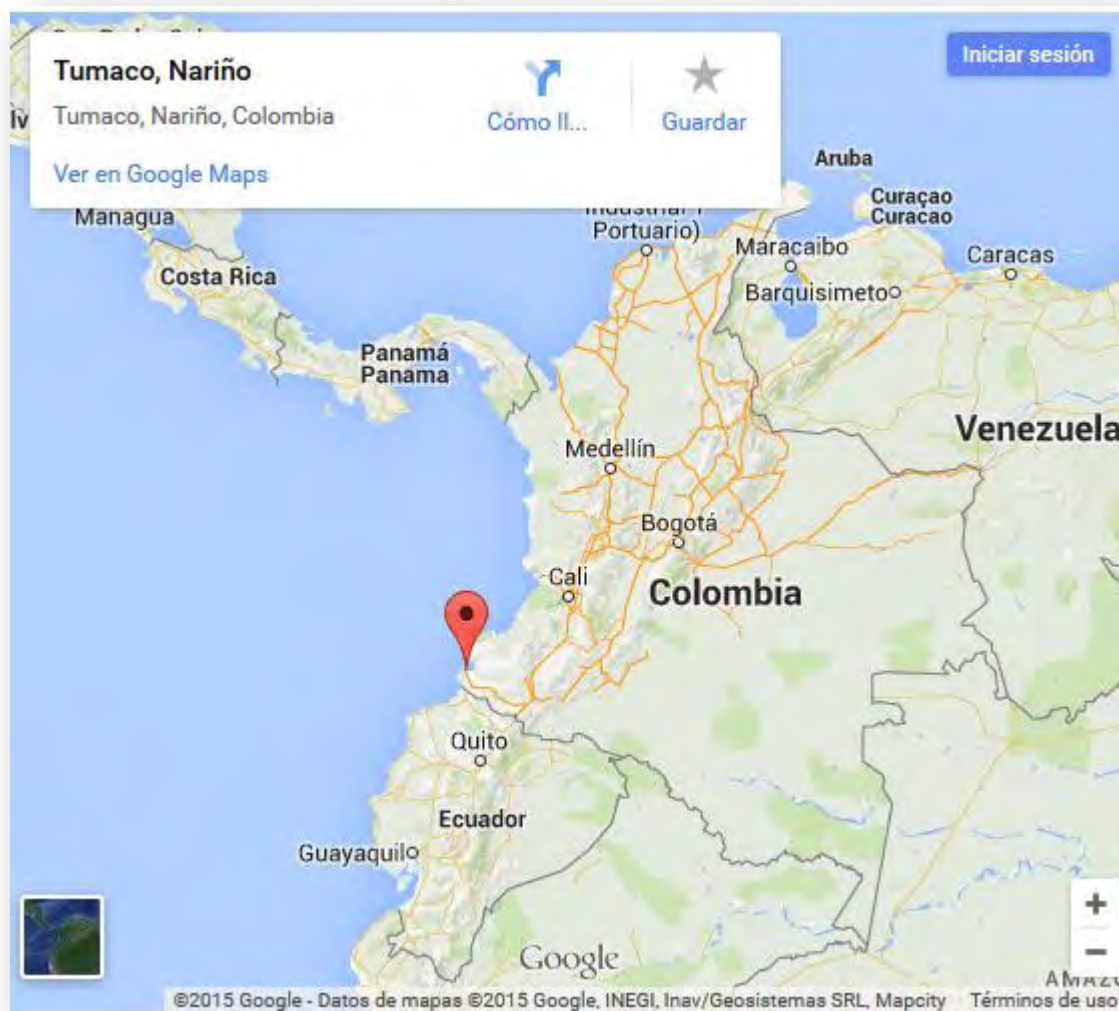 Tumaco, Nariño
Tumaco, Nariño, Colombia
Cómo ll...
Guardar
Ver en Google Maps
Iniciar sesión
Managua
Costa Rica
Panamá
Panama
Portuario)
Aruba
Curaçao
Curacao
Maracaibo
Caracas
Barquisimeto
Venezuela
Medellín
Bogotá
Cali
Colombia
Quito
Ecuador
Guayaquil
Google
+
−
©2015 Google - Datos de mapas ©2015 Google, INEGI, Inav/Geosistemas SRL, Mapcity
Términos de uso